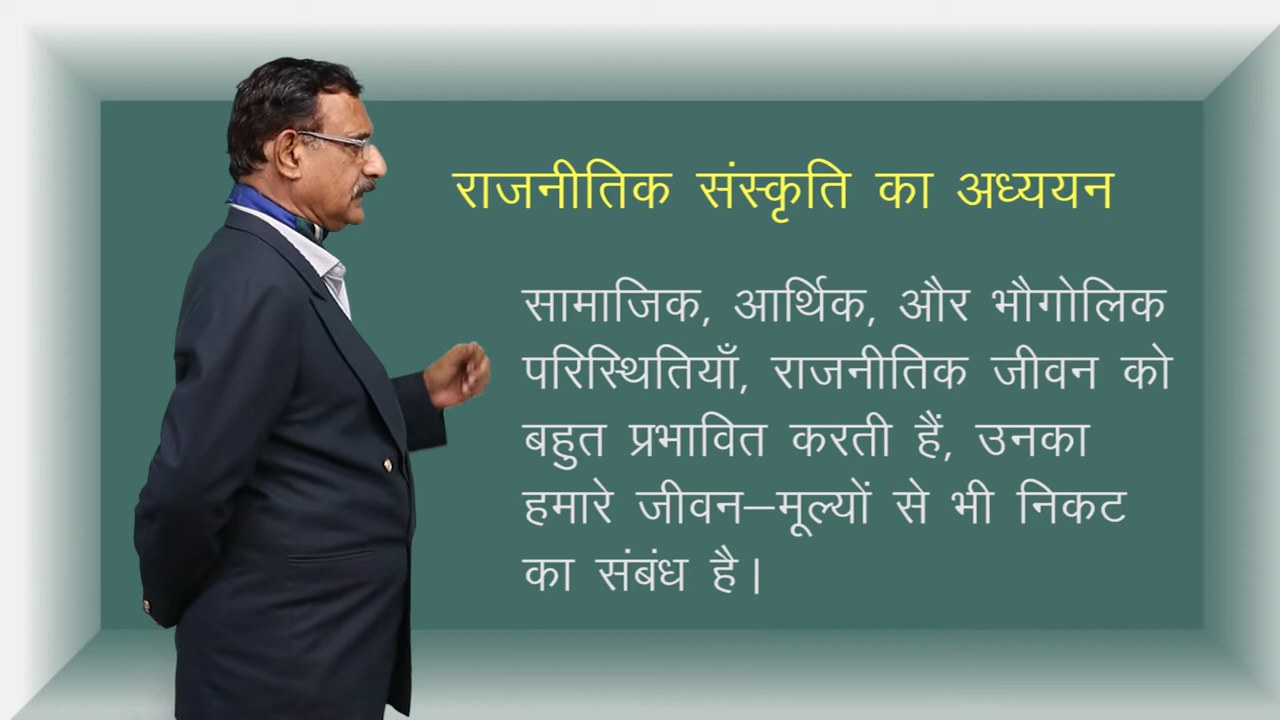 राजनीतिक संस्कृति का अध्ययन
सामाजिक, आर्थिक, और भौगोलिक
परिस्थितियाँ, राजनीतिक जीवन को
बहुत प्रभावित करती हैं, उनका
हमारे जीवन–मूल्यों से भी निकट
का संबंध है।